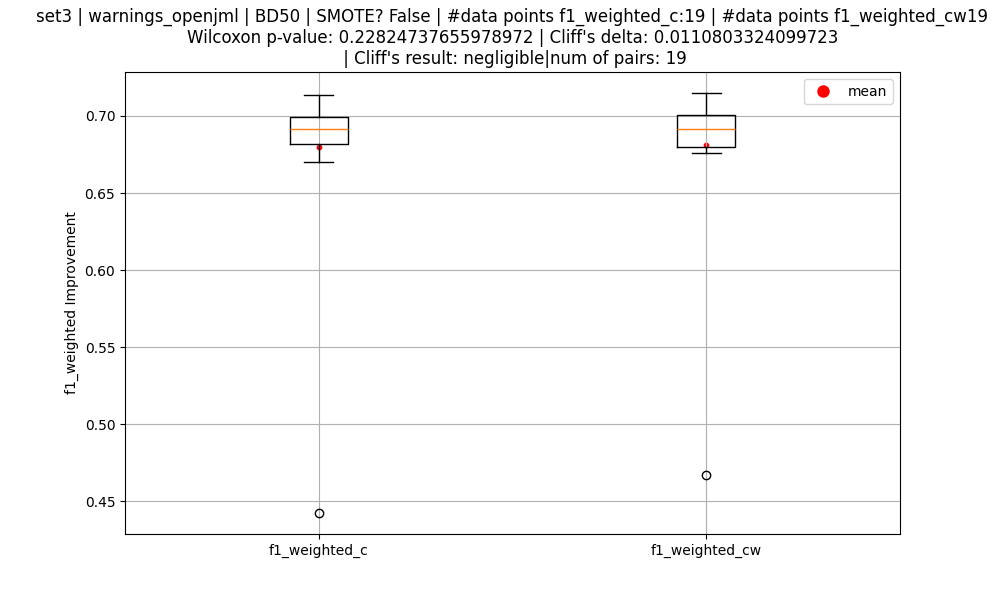 set3 | warnings_openjml | BD50 | SMOTE? False | #data points f1_weighted_c:19 | #data points f1_weighted_cw19
Wilcoxon p-value: 0.22824737655978972 | Cliff's delta: 0.0110803324099723
| Cliff's result: negligible|num of pairs: 19
mean
0.70
0.65
0.60
0.55
0.50
0.45
f1_weighted Improvement
f1_weighted_c
f1_weighted_cw